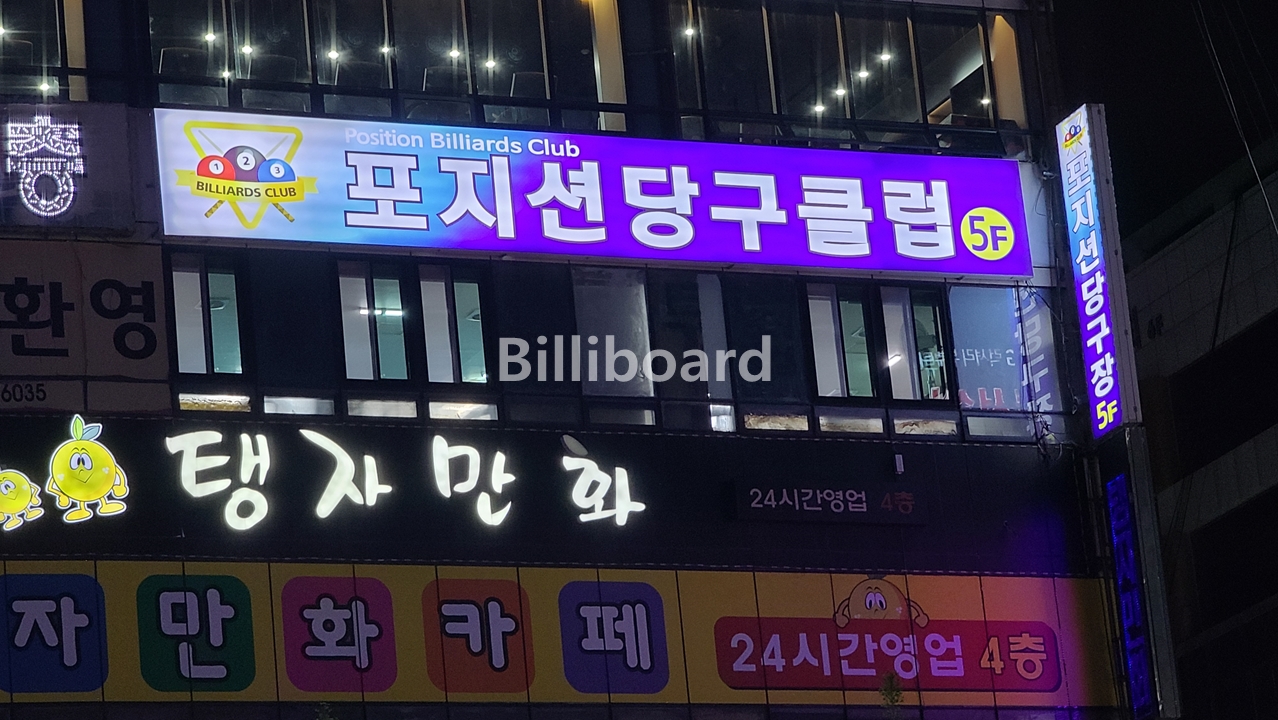 Position Billiards Club
포지션당구클럽 5F
1 2 3
BILLIARDS CLUB
포지션당구장 5F
환영
6035
Billiboard
탱자만화
24시간영업 4층
자만화카페
24시간영업 4층